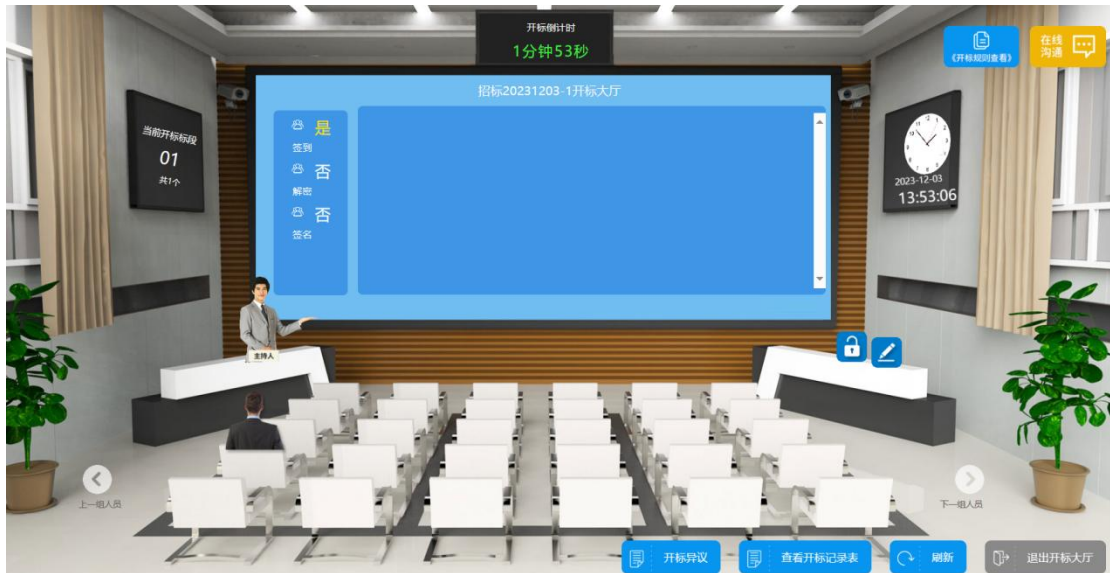 开标倒计时
1分钟53秒
《开标规则查看》
在线
沟通
招标20231203-1开标大厅
当前开标标段
01
共1个
是
签到
否
解密
否
签名
12
2023-12-03
13:53:06
主持人
上一组人员
下一组人员
开标异议
查看开标记录表
刷新
退出开标大厅